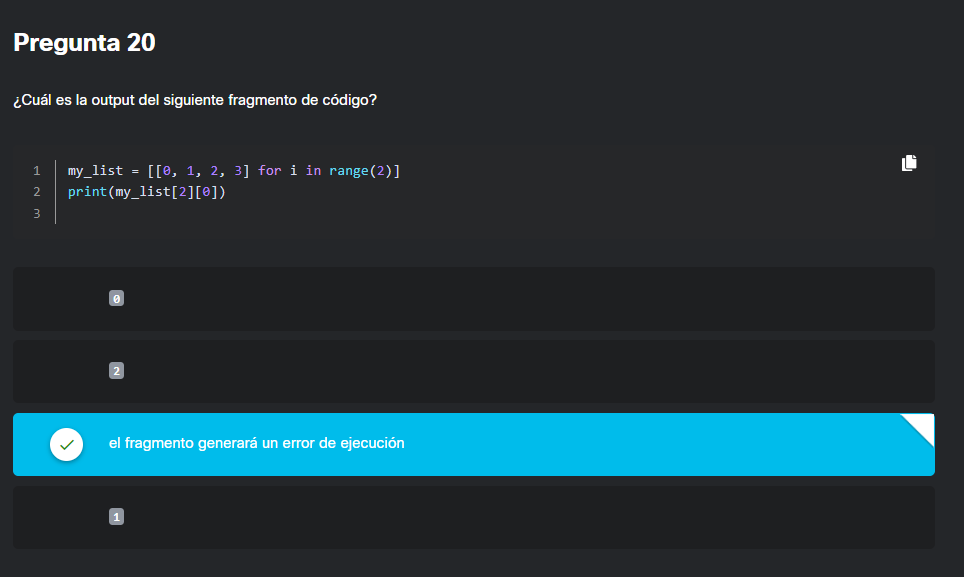 Pregunta 20
¿Cuál es la output del siguiente fragmento de código?
1 my_list = [[0, 1, 2, 3] for i in range(2)]
2 print(my_list[2][0])
3
0
2
el fragmento generará un error de ejecución
1